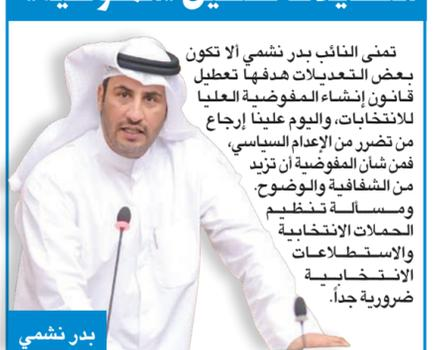 تمنى النائب بدر نشمي ألا تكون
بعض التعديلات هدفها تعطيل
قانون إنشاء المفوضية العليا
للانتخابات، واليوم علينا إرجاع
من تضرر من الإعدام السياسي،
فمن شأن المفوضية أن تزيد
من الشفافية والوضوح.
ومسألة تنظيم
الحملات الانتخابية
والاستطلاعات
الانتخابية
ضرورية جداً.
بدر نشمي